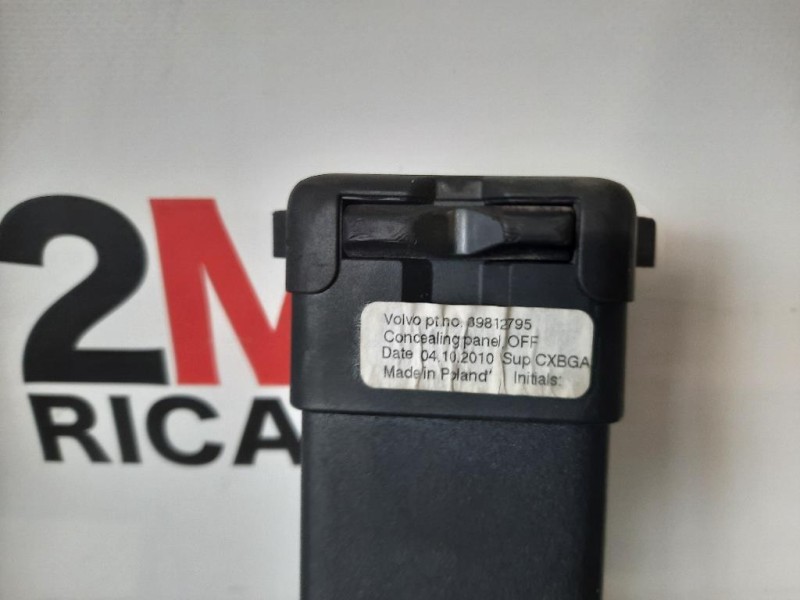 2M
RICA
Volvo pt.no. 39812795
Concealing panel, OFF
Date 04.10.2010 Sup CXBGA
Made in Poland Initials: